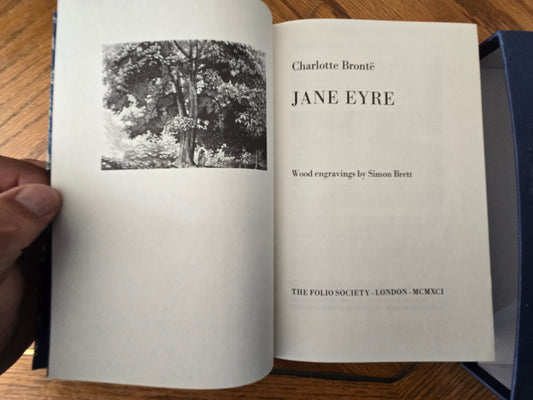 Charlotte Brontë
JANE EYRE
Wood engravings by Simon Brett
THE FOLIO SOCIETY · LONDON · MCMXCI